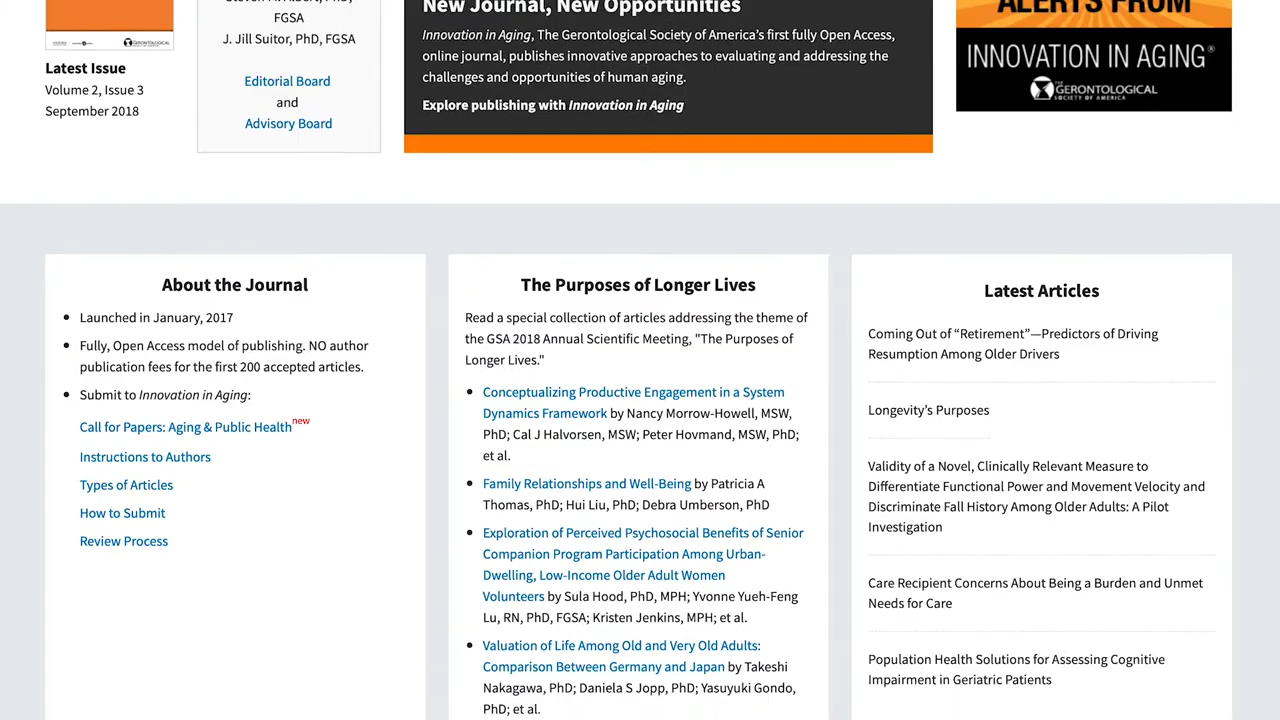 Latest Issue
Volume 2, Issue 3
September 2018
FGSA
J. Jill Suitor, PhD, FGSA
Editorial Board
and
Advisory Board
New Journal, New Opportunities
Innovation in Aging, The Gerontological Society of America's first fully Open Access,
online journal, publishes innovative approaches to evaluating and addressing the
challenges and opportunities of human aging.
Explore publishing with Innovation in Aging
ALERTS FROM
INNOVATION IN AGING®
THE
GERONTOLOGICAL
SOCIETY OF AMERICA
About the Journal
• Launched in January, 2017
• Fully, Open Access model of publishing. NO author
publication fees for the first 200 accepted articles.
• Submit to Innovation in Aging:
Call for Papers: Aging & Public Health new
Instructions to Authors
Types of Articles
How to Submit
Review Process
The Purposes of Longer Lives
Read a special collection of articles addressing the theme of
the GSA 2018 Annual Scientific Meeting, "The Purposes of
Longer Lives."
• Conceptualizing Productive Engagement in a System
Dynamics Framework by Nancy Morrow-Howell, MSW,
PhD; Cal J Halvorsen, MSW; Peter Hovmand, MSW, PhD;
et al.
• Family Relationships and Well-Being by Patricia A
Thomas, PhD; Hui Liu, PhD; Debra Umberson, PhD
• Exploration of Perceived Psychosocial Benefits of Senior
Companion Program Participation Among Urban-
Dwelling, Low-Income Older Adult Women
Volunteers by Sula Hood, PhD, MPH; Yvonne Yueh-Feng
Lu, RN, PhD, FGSA; Kristen Jenkins, MPH; et al.
• Valuation of Life Among Old and Very Old Adults:
Comparison Between Germany and Japan by Takeshi
Nakagawa, PhD; Daniela S Jopp, PhD; Yasuyuki Gondo,
PhD; et al.
Latest Articles
Coming Out of “Retirement”—Predictors of Driving
Resumption Among Older Drivers
Longevity’s Purposes
Validity of a Novel, Clinically Relevant Measure to
Differentiate Functional Power and Movement Velocity and
Discriminate Fall History Among Older Adults: A Pilot
Investigation
Care Recipient Concerns About Being a Burden and Unmet
Needs for Care
Population Health Solutions for Assessing Cognitive
Impairment in Geriatric Patients